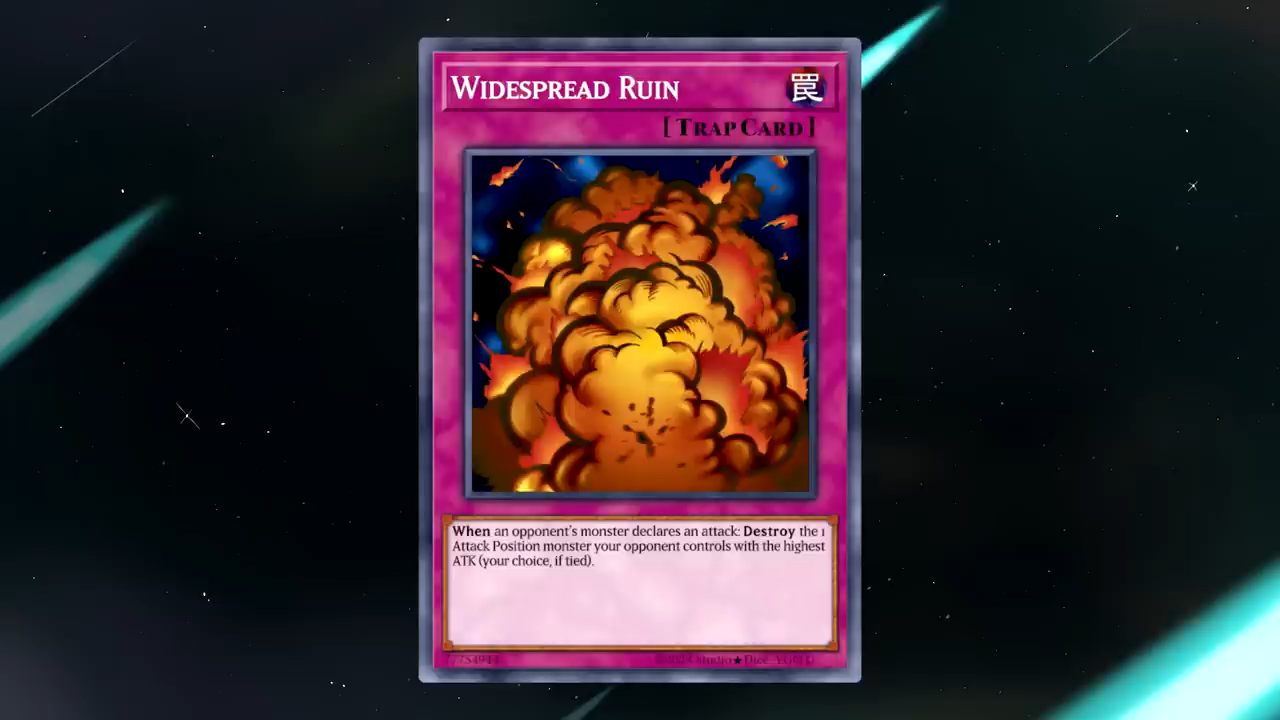 WIDESPREAD RUIN
罠
[ TRAP CARD ]
When an opponent's monster declares an attack: Destroy the 1
Attack Position monster your opponent controls with the highest
ATK (your choice, if tied).